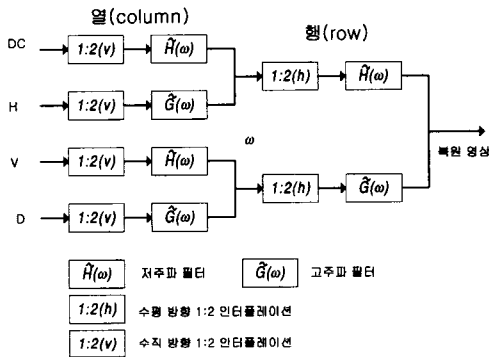 열(column)
행(row)
DC 1:2(v) H̃(ω) 1:2(h) H̃(ω)
H 1:2(v) G̃(ω)
ω
복원 영상
V 1:2(v) H̃(ω) 1:2(h) G̃(ω)
D 1:2(v) G̃(ω)
H̃(ω) 저주파 필터 G̃(ω) 고주파 필터
1:2(h) 수평 방향 1:2 인터폴레이션
1:2(v) 수직 방향 1:2 인터폴레이션